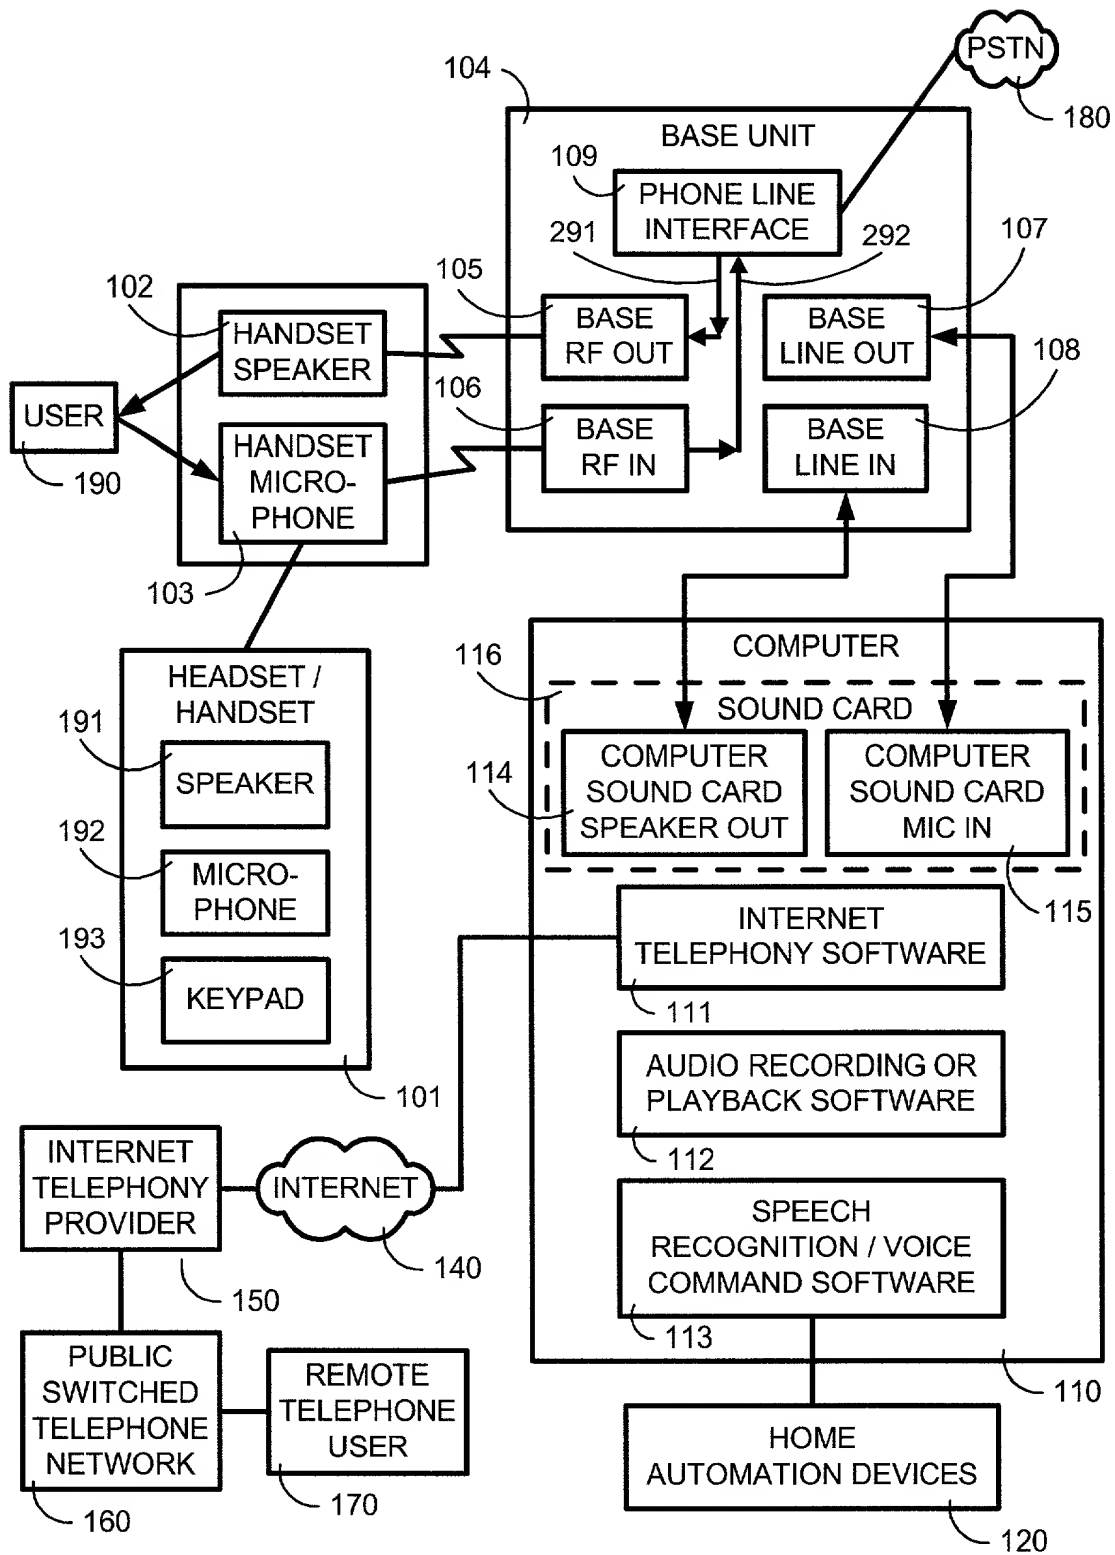 PSTN
180
104
BASE UNIT
109
PHONE LINE
INTERFACE
291
292
107
105
BASE
RF OUT
BASE
LINE OUT
108
102
HANDSET
SPEAKER
106
BASE
RF IN
BASE
LINE IN
USER
190
HANDSET
MICRO-
PHONE
103
116
COMPUTER
SOUND CARD
HEADSET /
HANDSET
191
SPEAKER
192
MICRO-
PHONE
193
KEYPAD
101
114
COMPUTER
SOUND CARD
SPEAKER OUT
COMPUTER
SOUND CARD
MIC IN
115
INTERNET
TELEPHONY SOFTWARE
111
AUDIO RECORDING OR
PLAYBACK SOFTWARE
112
SPEECH
RECOGNITION / VOICE
COMMAND SOFTWARE
113
110
INTERNET
TELEPHONY
PROVIDER
150
INTERNET
140
PUBLIC
SWITCHED
TELEPHONE
NETWORK
160
REMOTE
TELEPHONE
USER
170
HOME
AUTOMATION DEVICES
120